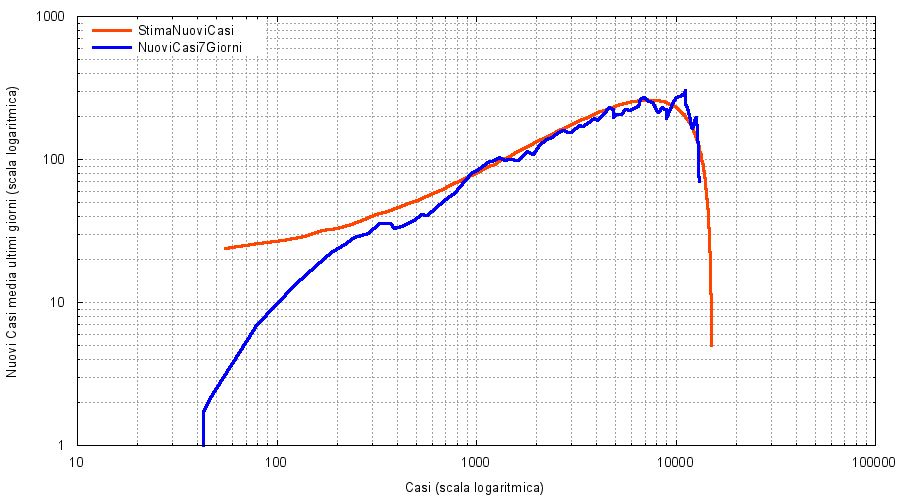 1000
StimaNuoviCasi
NuoviCasi7Giorni
100
10
1
Nuovi Casi media ultimi giorni (scala logaritmica)
10 100 1000 10000 100000
Casi (scala logaritmica)